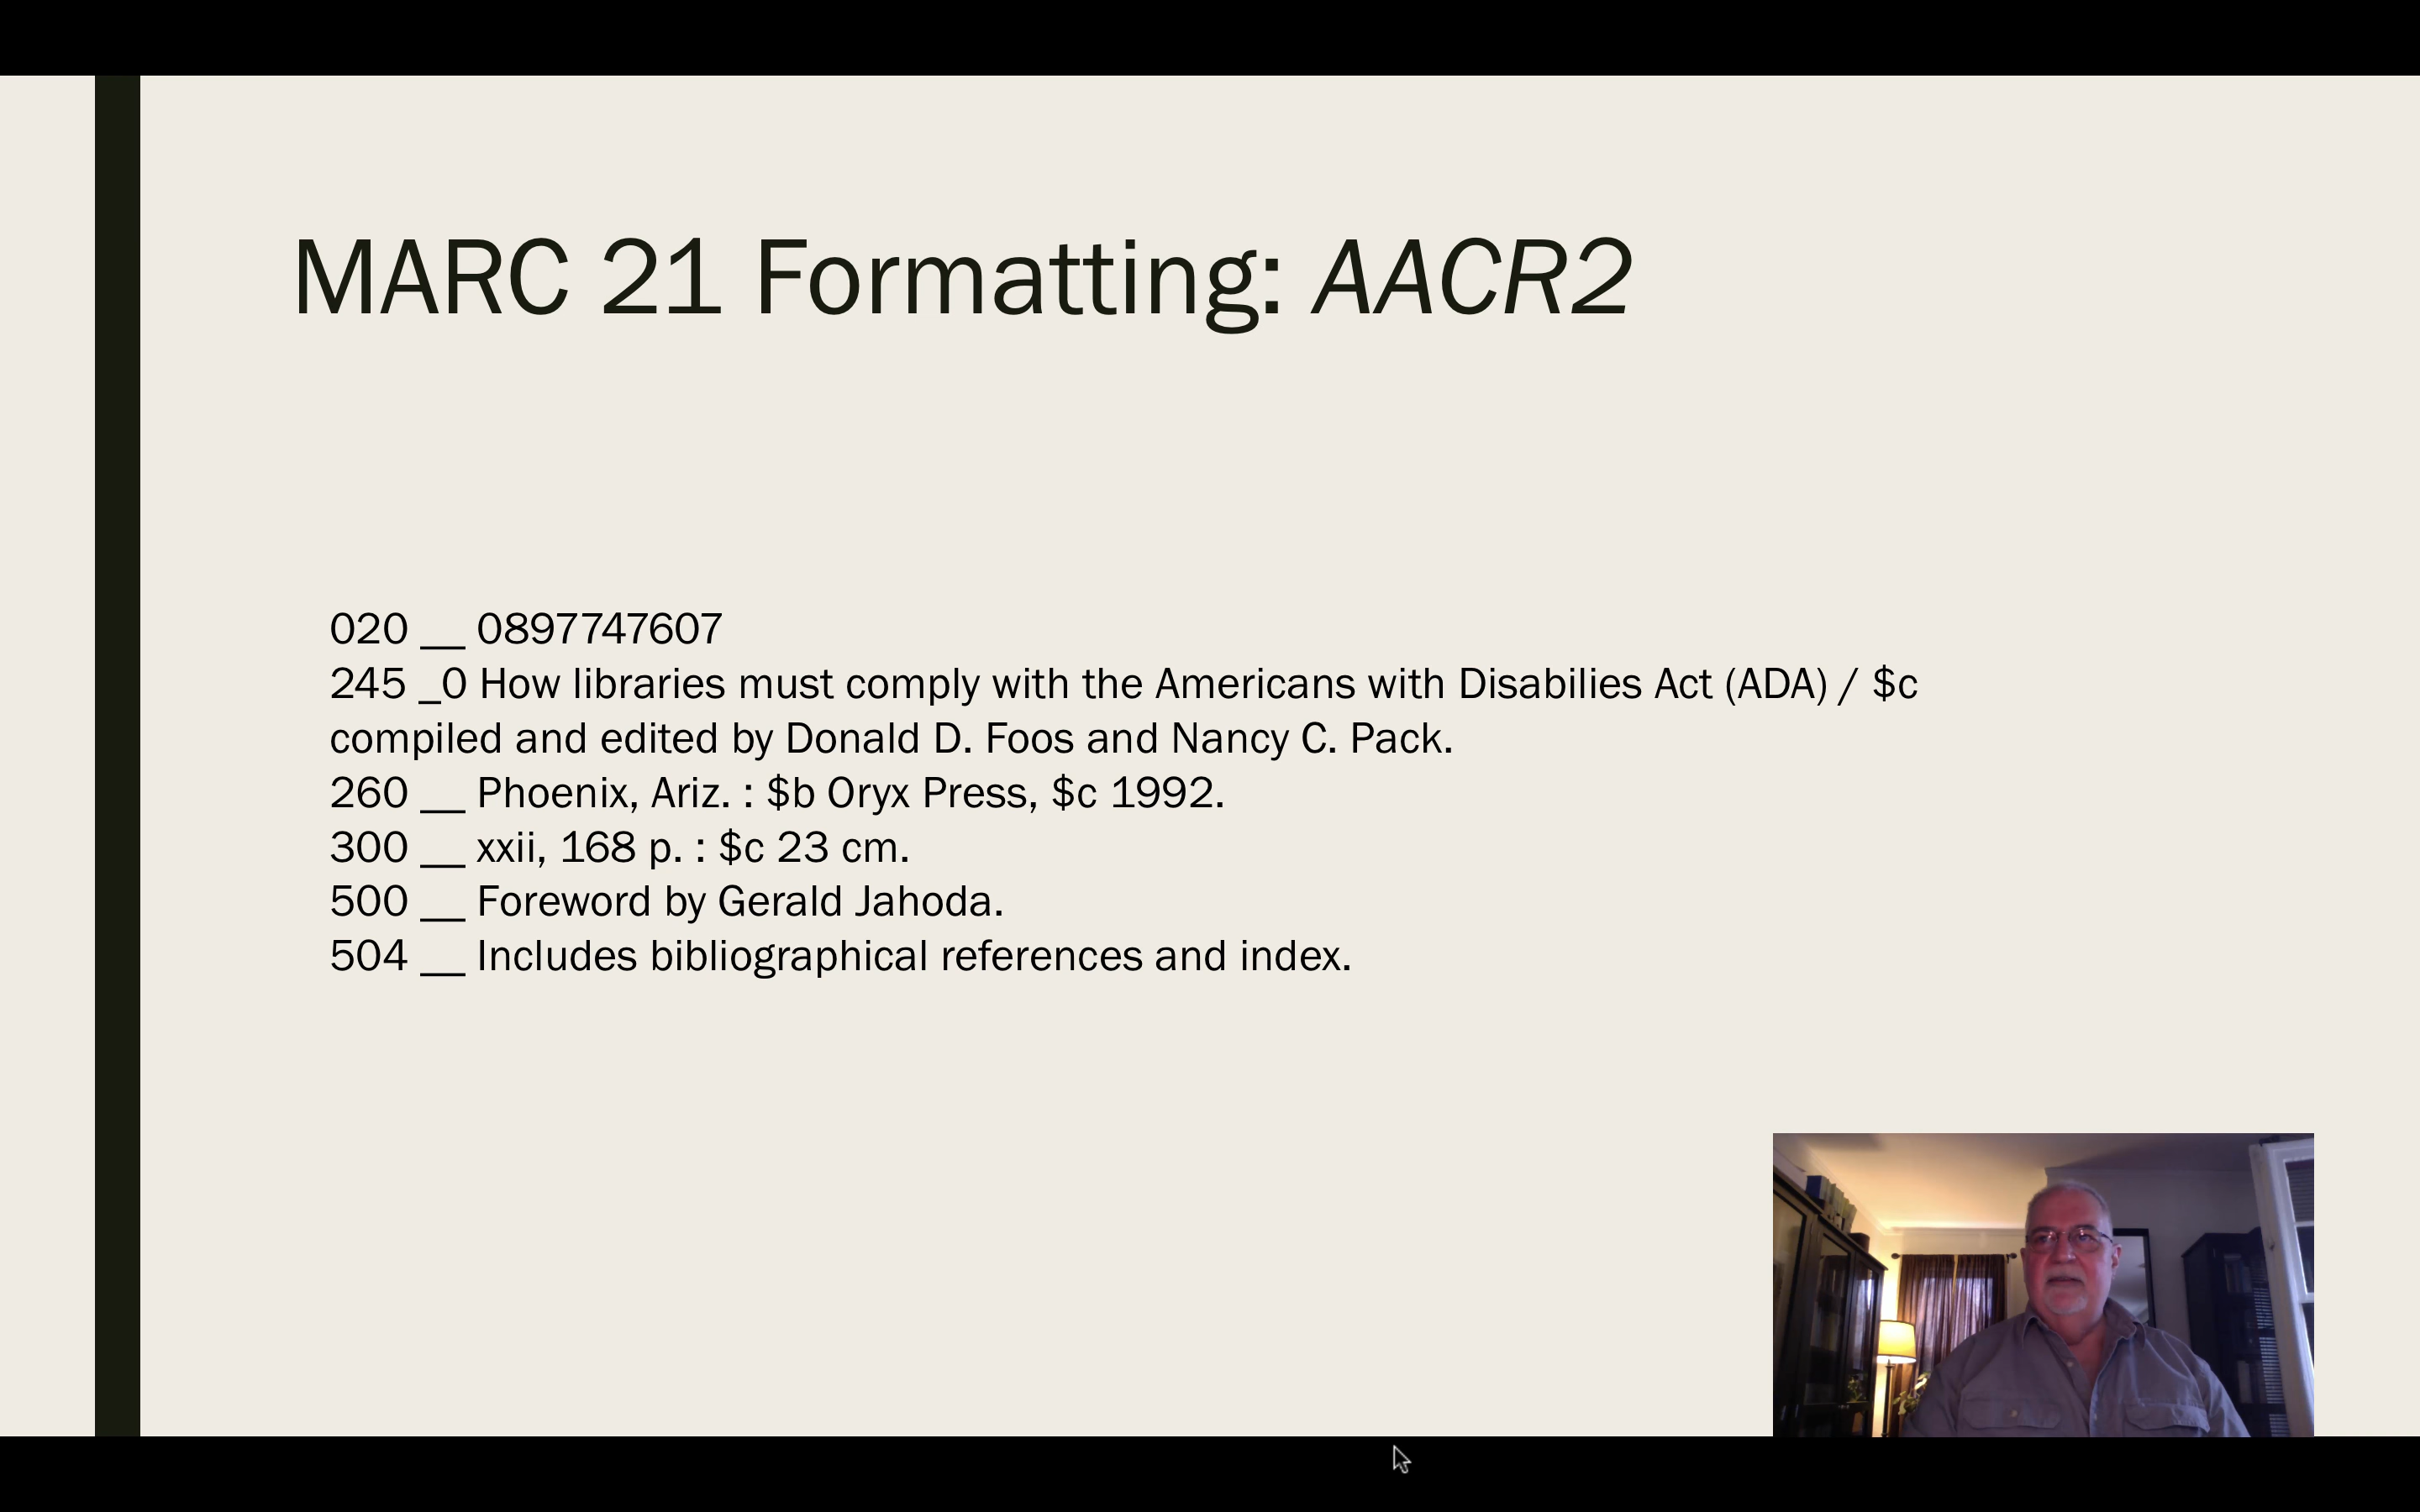 MARC 21 Formatting: AACR2
020 __ 0897747607
245 _0 How libraries must comply with the Americans with Disabilies Act (ADA) / $c
compiled and edited by Donald D. Foos and Nancy C. Pack.
260 __ Phoenix, Ariz. : $b Oryx Press, $c 1992.
300 __ xxii, 168 p. : $c 23 cm.
500 __ Foreword by Gerald Jahoda.
504 __ Includes bibliographical references and index.